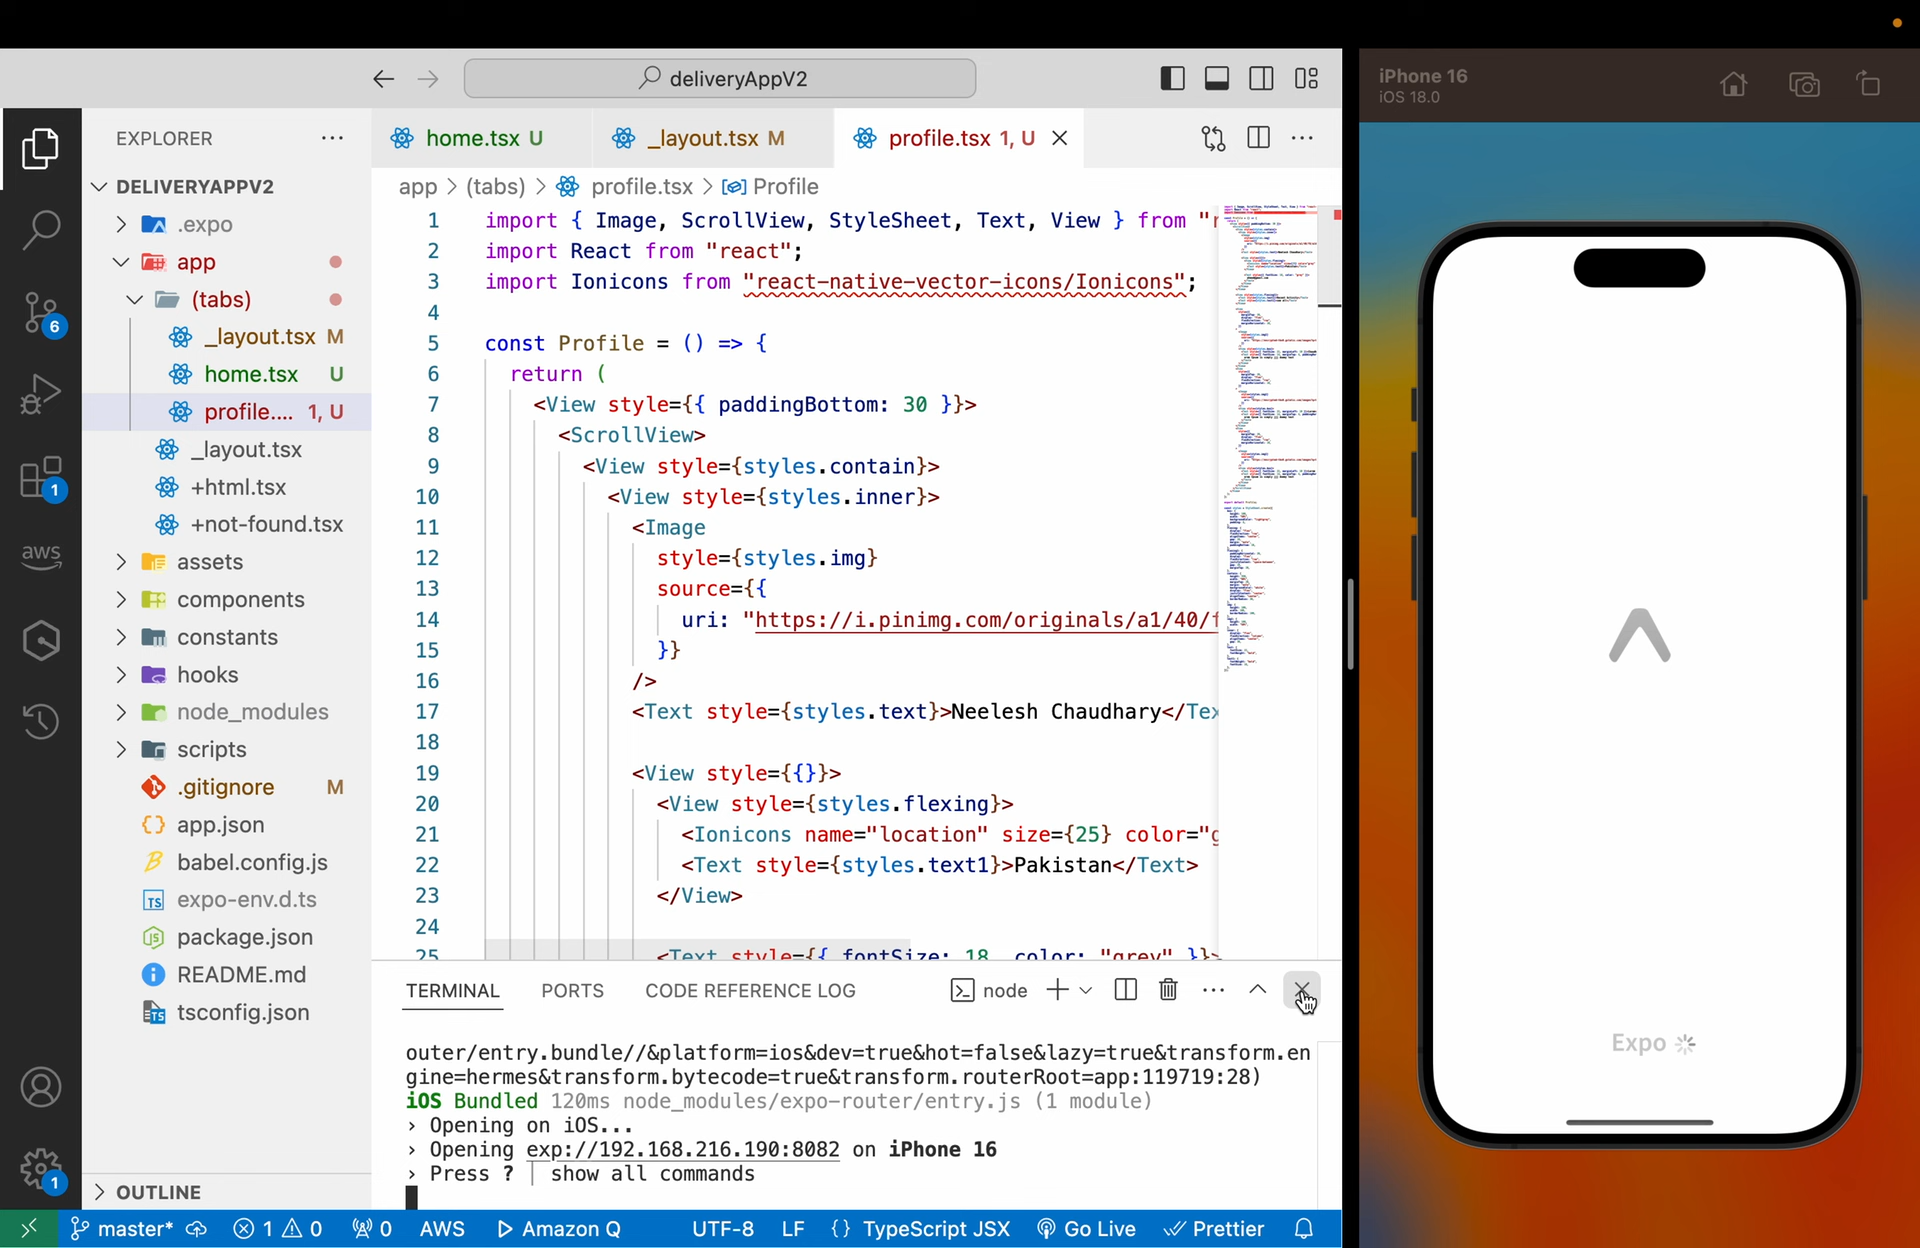 deliveryAppV2
iPhone 16
iOS 18.0
EXPLORER
home.tsx U
_layout.tsx M
profile.tsx 1, U
DELIVERYAPPV2
app > (tabs) > profile.tsx > Profile
.expo
app
(tabs)
_layout.tsx M
home.tsx U
profile.... 1, U
_layout.tsx
+html.tsx
+not-found.tsx
assets
components
constants
hooks
node_modules
scripts
.gitignore M
app.json
babel.config.js
expo-env.d.ts
package.json
README.md
tsconfig.json
OUTLINE
6
1
aws
1
1 import { Image, ScrollView, StyleSheet, Text, View } from "r
2 import React from "react";
3 import Ionicons from "react-native-vector-icons/Ionicons";
4
5 const Profile = () => {
6 return (
7 <View style={{ paddingBottom: 30 }}>
8 <ScrollView>
9 <View style={styles.contain}>
10 <View style={styles.inner}>
11 <Image
12 style={styles.img}
13 source={{
14 uri: "https://i.pinimg.com/originals/a1/40/f
15 }}
16 />
17 <Text style={styles.text}>Neelesh Chaudhary</Tex
18
19 <View style={{}}>
20 <View style={styles.flexing}>
21 <Ionicons name="location" size={25} color="g
22 <Text style={styles.text1}>Pakistan</Text>
23 </View>
24
25 <Text style={{ fontSize: 18, color: "grey" }}>
TERMINAL PORTS CODE REFERENCE LOG node
outer/entry.bundle//&platform=ios&dev=true&hot=false&lazy=true&transform.en
gine=hermes&transform.bytecode=true&transform.routerRoot=app:119719:28)
iOS Bundled 120ms node_modules/expo-router/entry.js (1 module)
› Opening on iOS...
› Opening exp://192.168.216.190:8082 on iPhone 16
› Press ? │ show all commands
master* 1 0 0 AWS Amazon Q UTF-8 LF {} TypeScript JSX Go Live Prettier
Expo